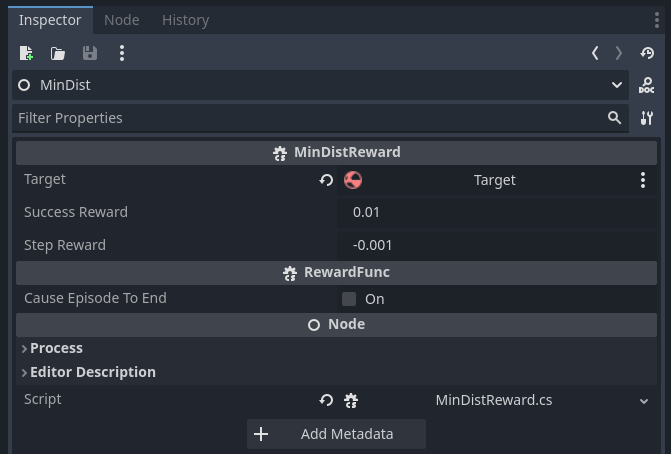 Inspector Node History
MinDist
DOC
Filter Properties
MinDistReward
Target Target
Success Reward 0.01
Step Reward -0.001
RewardFunc
Cause Episode To End On
Node
Process
Editor Description
Script MinDistReward.cs
Add Metadata